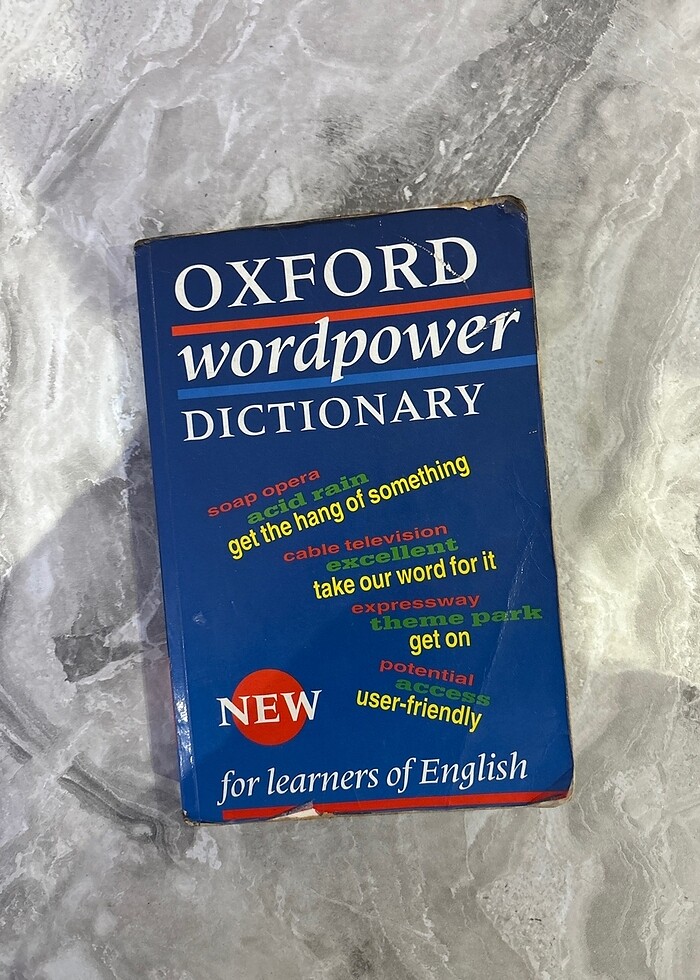 OXFORD
wordpower
DICTIONARY
soap opera
acid rain
get the hang of something
cable television
excellent
take our word for it
expressway
theme park
get on
potential
access
user-friendly
NEW
for learners of English